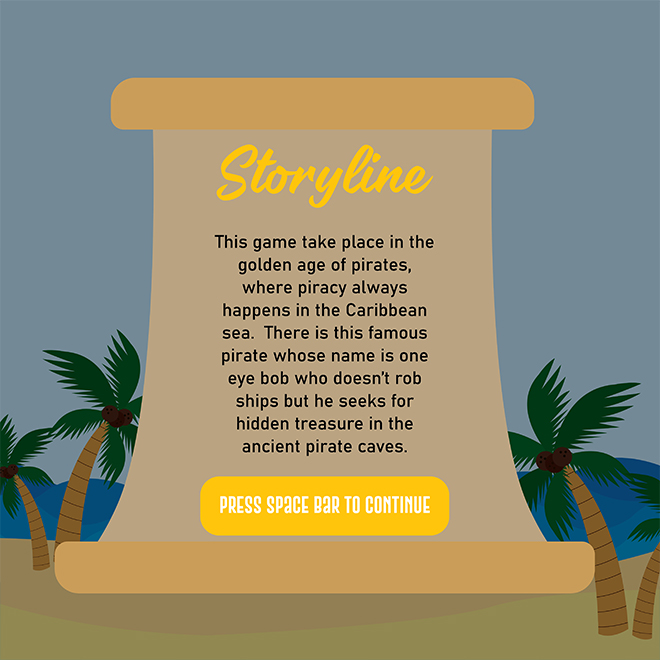 Storyline
This game take place in the
golden age of pirates,
where piracy always
happens in the Caribbean
sea.  There is this famous
pirate whose name is one
eye bob who doesn't rob
ships but he seeks for
hidden treasure in the
ancient pirate caves.
PRESS SPACE BAR TO CONTINUE